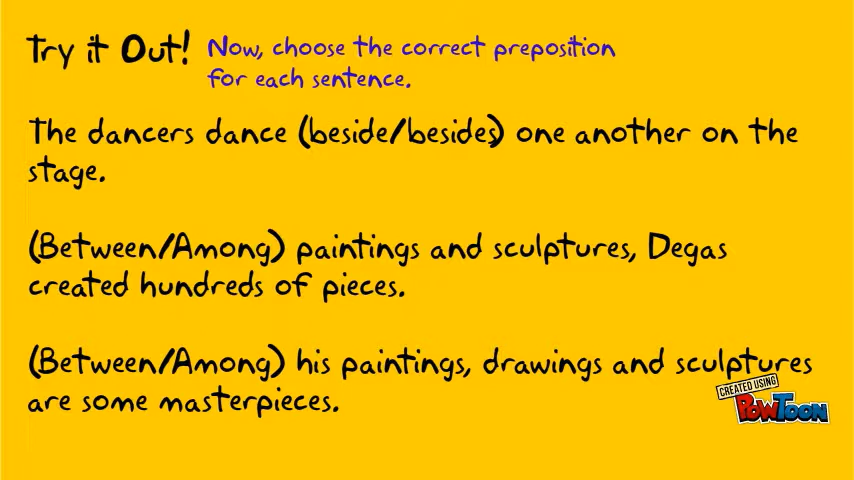 Try it Out! Now, choose the correct preposition
for each sentence.
The dancers dance (beside/besides) one another on the
stage.
(Between/Among) paintings and sculptures, Degas
created hundreds of pieces.
(Between/Among) his paintings, drawings and sculptures
are some masterpieces.
CREATED USING
POWTOON